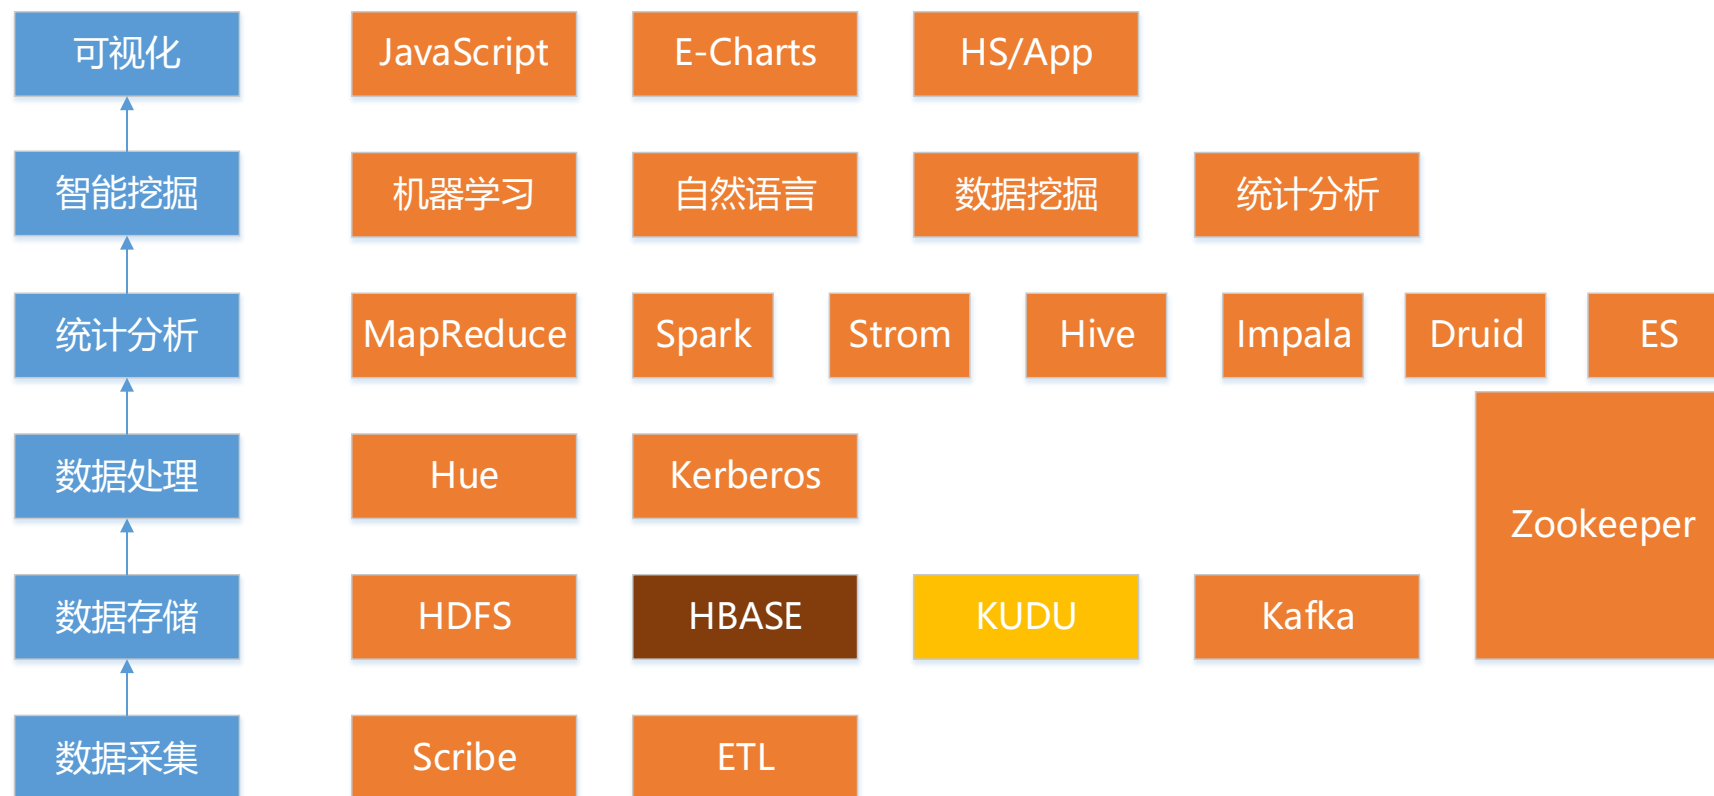 可视化
JavaScript
E-Charts
HS/App
智能挖掘
机器学习
自然语言
数据挖掘
统计分析
统计分析
MapReduce
Spark
Strom
Hive
Impala
Druid
ES
数据处理
Hue
Kerberos
Zookeeper
数据存储
HDFS
HBASE
KUDU
Kafka
数据采集
Scribe
ETL